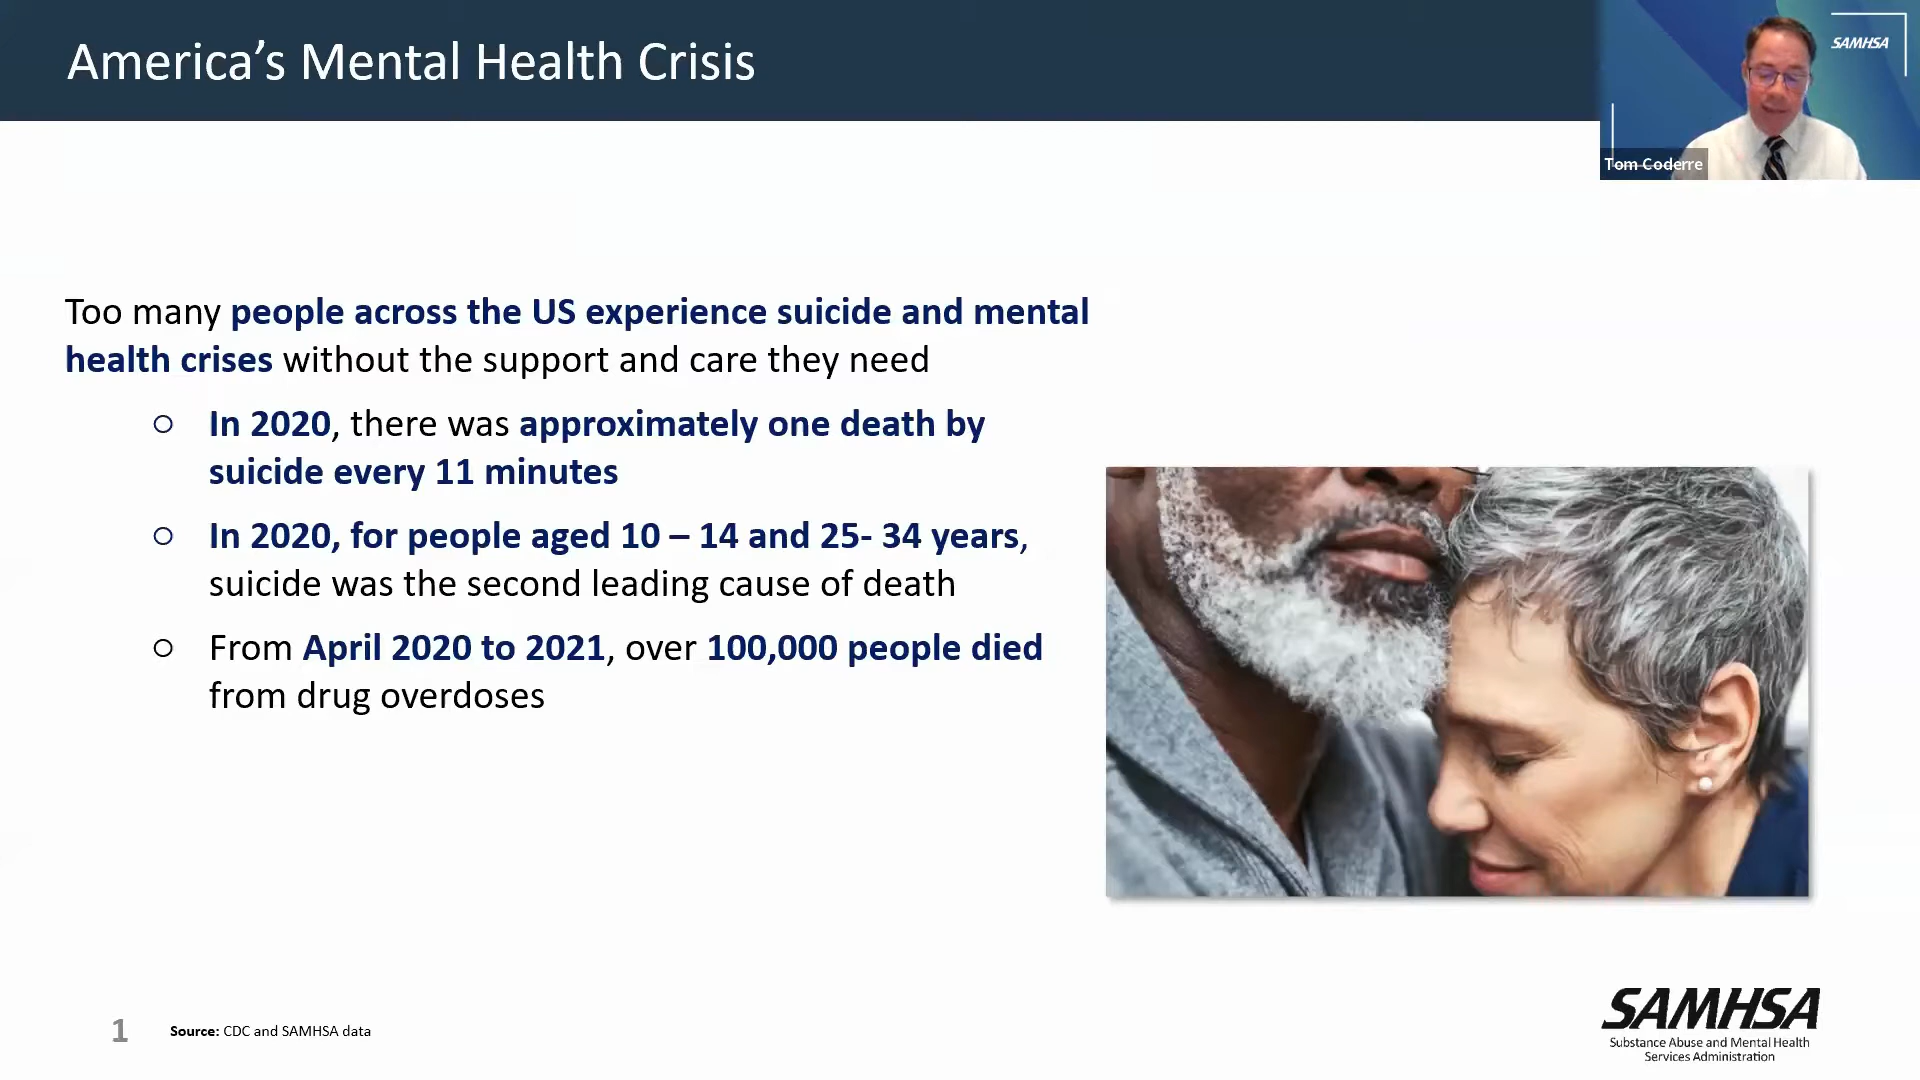 America's Mental Health Crisis
SAMHSA
Tom Coderre
Too many people across the US experience suicide and mental
health crises without the support and care they need
○ In 2020, there was approximately one death by
suicide every 11 minutes
○ In 2020, for people aged 10 – 14 and 25- 34 years,
suicide was the second leading cause of death
○ From April 2020 to 2021, over 100,000 people died
from drug overdoses
1
Source: CDC and SAMHSA data
SAMHSA
Substance Abuse and Mental Health
Services Administration